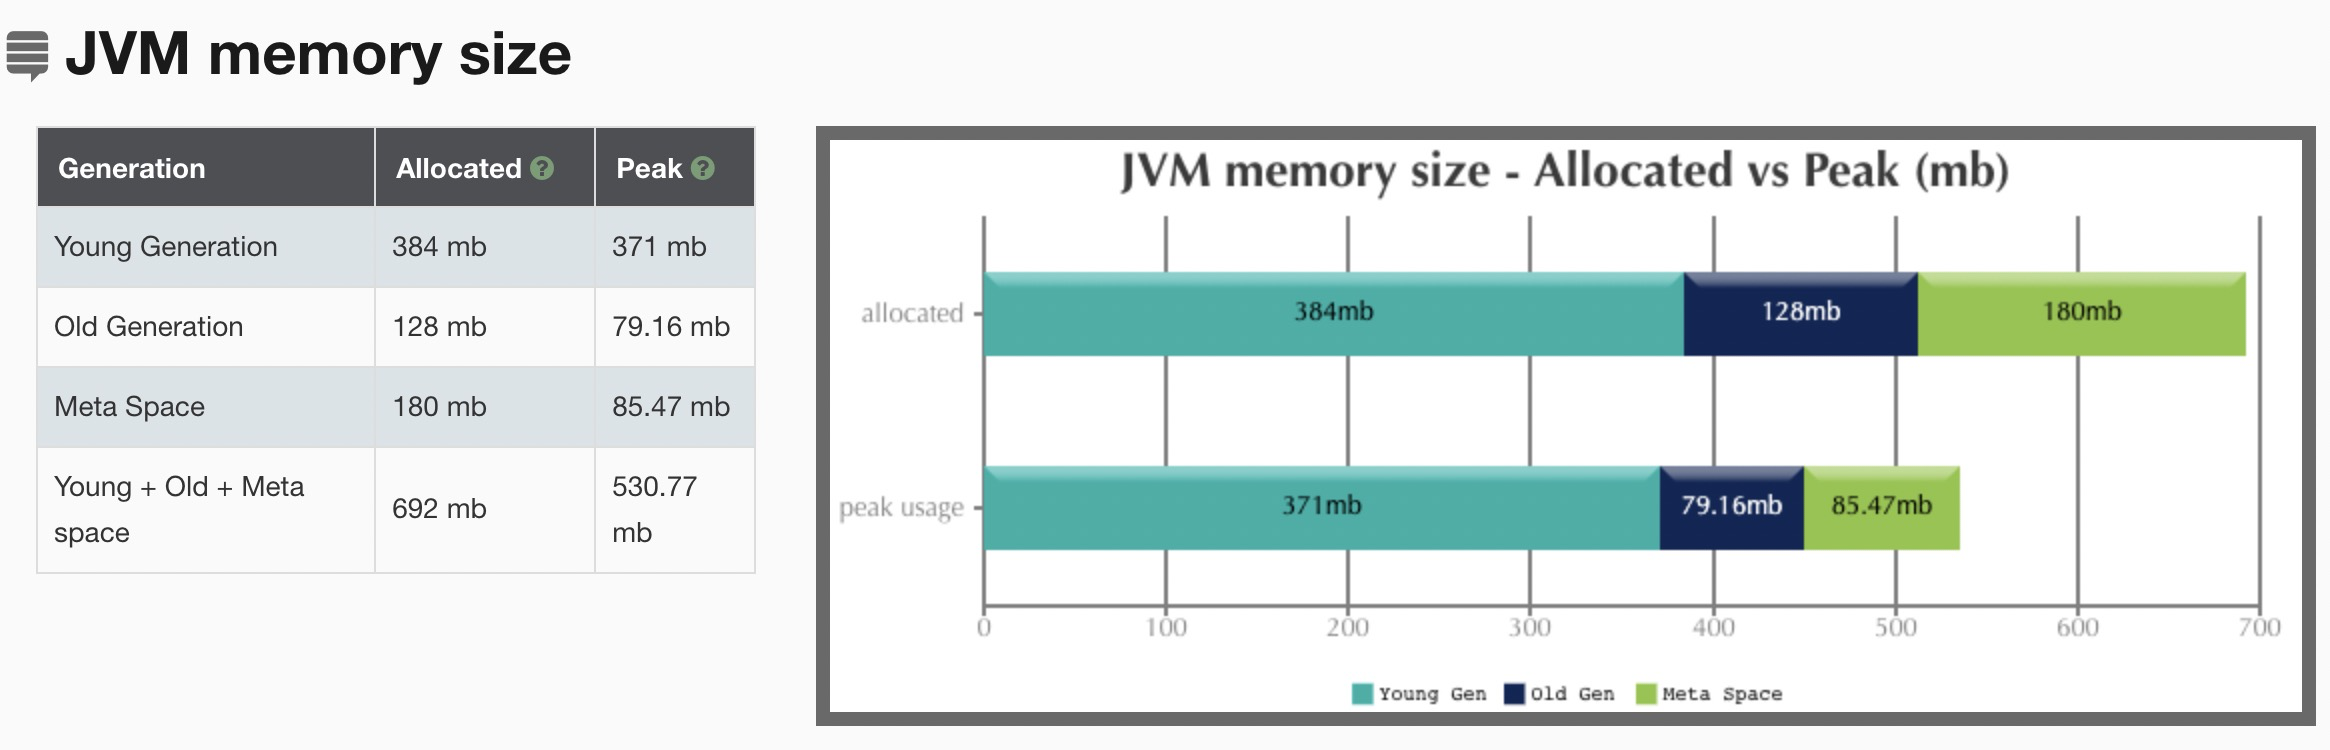 JVM memory size
Generation Allocated ? Peak ?
Young Generation 384 mb 371 mb
Old Generation 128 mb 79.16 mb
Meta Space 180 mb 85.47 mb
Young + Old + Meta space 692 mb 530.77 mb
JVM memory size - Allocated vs Peak (mb)
allocated 384mb 128mb 180mb
peak usage 371mb 79.16mb 85.47mb
0 100 200 300 400 500 600 700
Young Gen Old Gen Meta Space